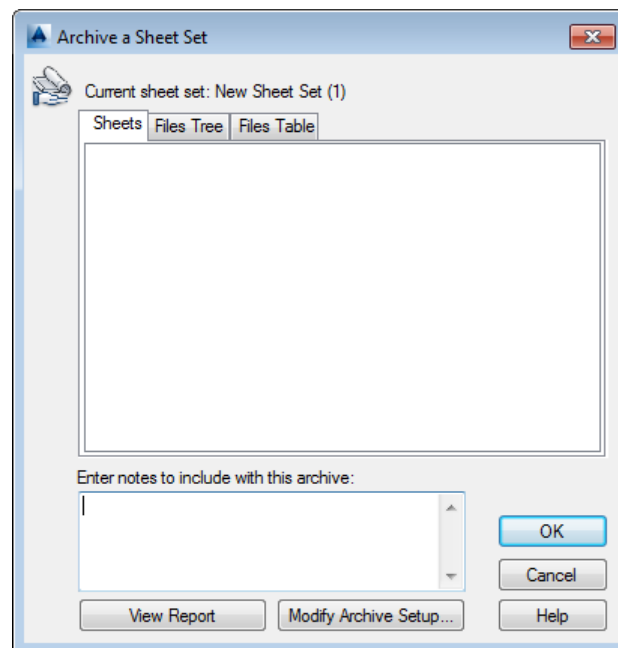 Archive a Sheet Set
Current sheet set: New Sheet Set (1)
Sheets Files Tree Files Table
Enter notes to include with this archive:
OK
Cancel
View Report Modify Archive Setup... Help